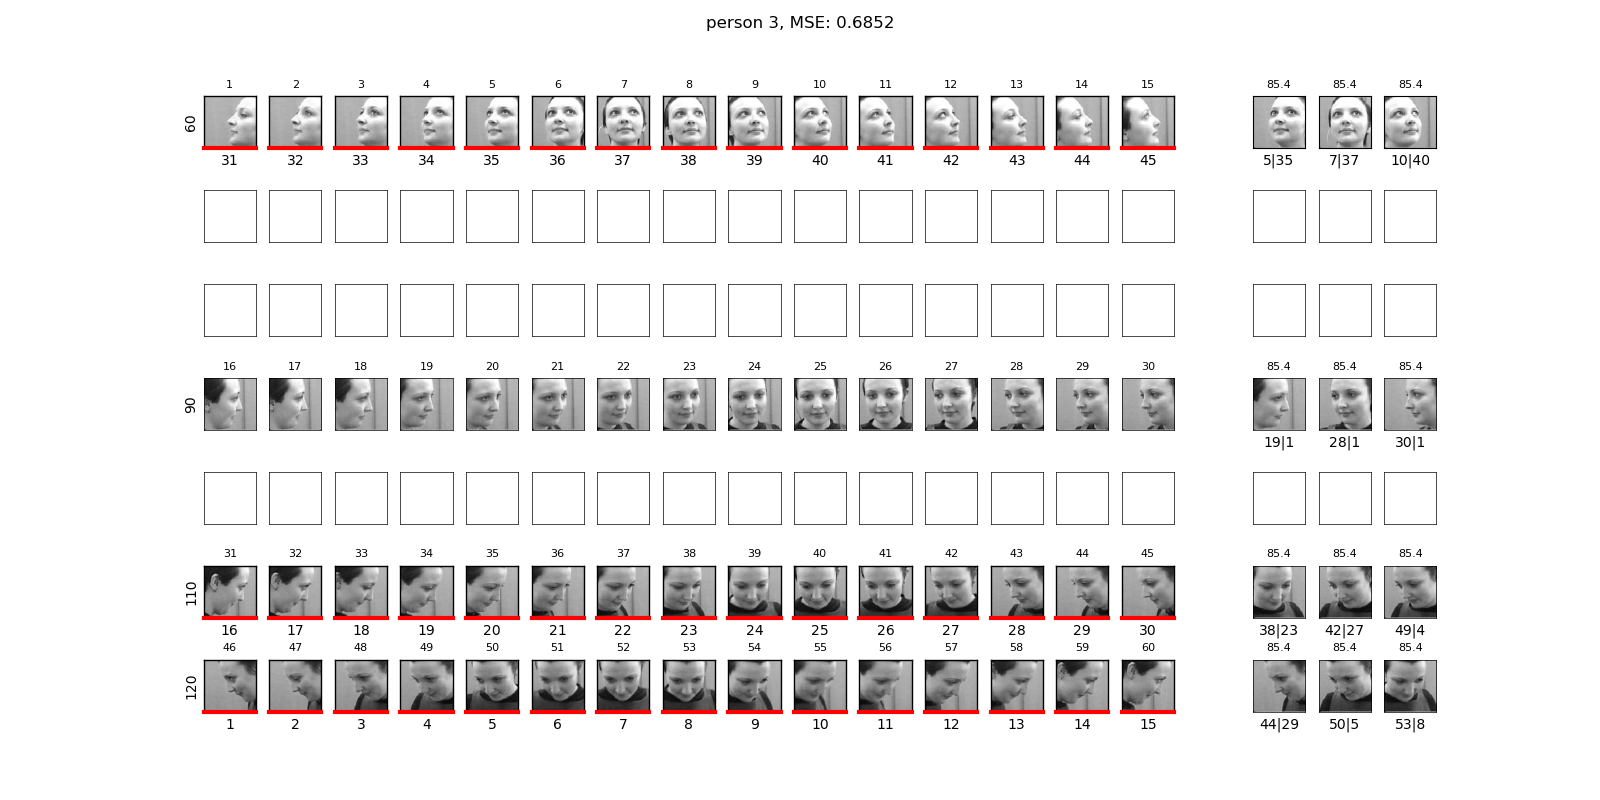 person 3, MSE: 0.6852
1 2 3 4 5 6 7 8 9 10 11 12 13 14 15 85.4 85.4 85.4
60
31 32 33 34 35 36 37 38 39 40 41 42 43 44 45 5|35 7|37 10|40
16 17 18 19 20 21 22 23 24 25 26 27 28 29 30 85.4 85.4 85.4
90
19|1 28|1 30|1
31 32 33 34 35 36 37 38 39 40 41 42 43 44 45 85.4 85.4 85.4
110
16 17 18 19 20 21 22 23 24 25 26 27 28 29 30 38|23 42|27 49|4
46 47 48 49 50 51 52 53 54 55 56 57 58 59 60 85.4 85.4 85.4
120
1 2 3 4 5 6 7 8 9 10 11 12 13 14 15 44|29 50|5 53|8